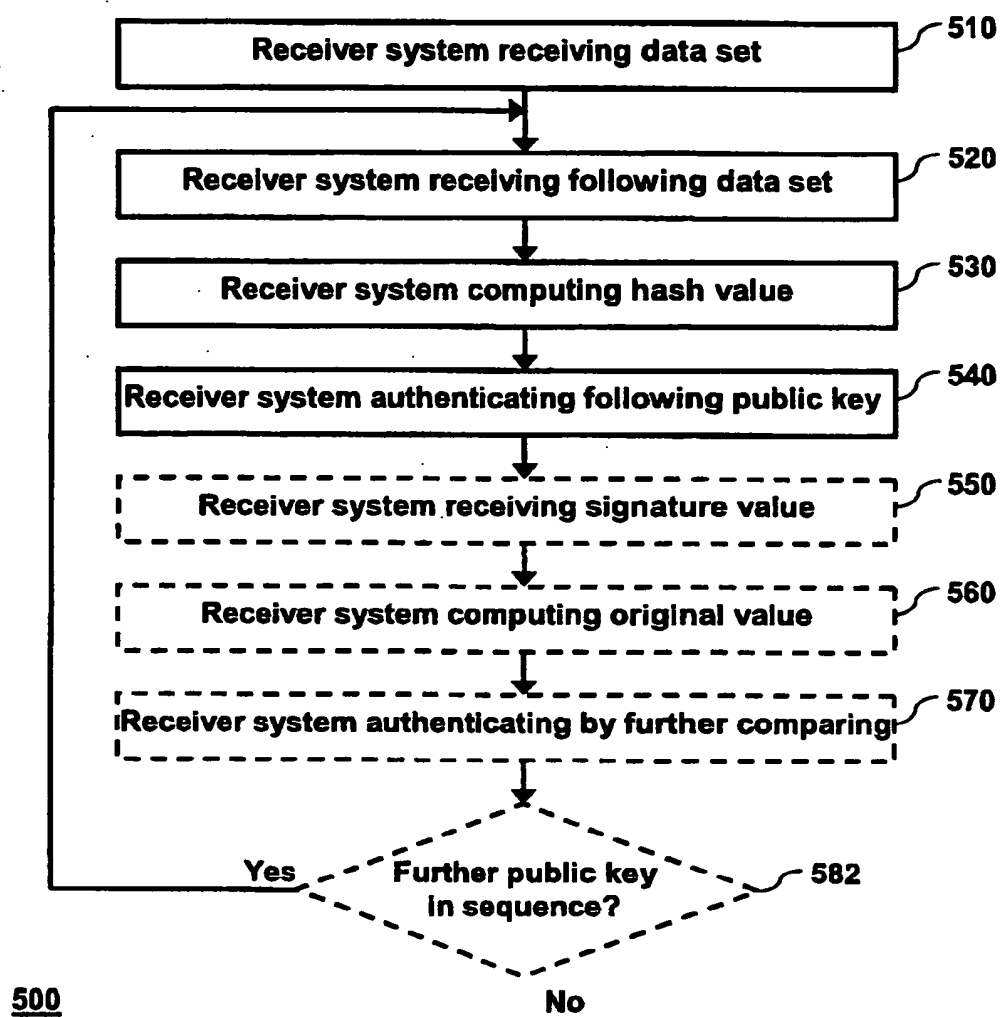 Receiver system receiving data set
510
Receiver system receiving following data set
520
Receiver system computing hash value
530
Receiver system authenticating following public key
540
Receiver system receiving signature value
550
Receiver system computing original value
560
Receiver system authenticating by further comparing
570
Yes
Further public key
in sequence?
582
500
No